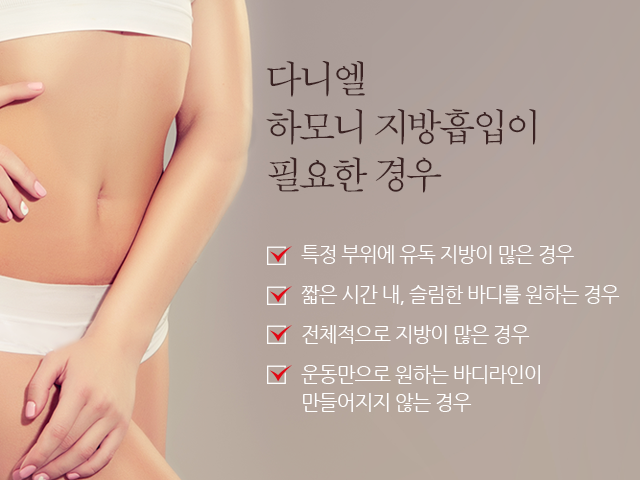 다니엘
하모니 지방흡입이
필요한 경우
특정 부위에 유독 지방이 많은 경우
짧은 시간 내, 슬림한 바디를 원하는 경우
전체적으로 지방이 많은 경우
운동만으로 원하는 바디라인이
만들어지지 않는 경우